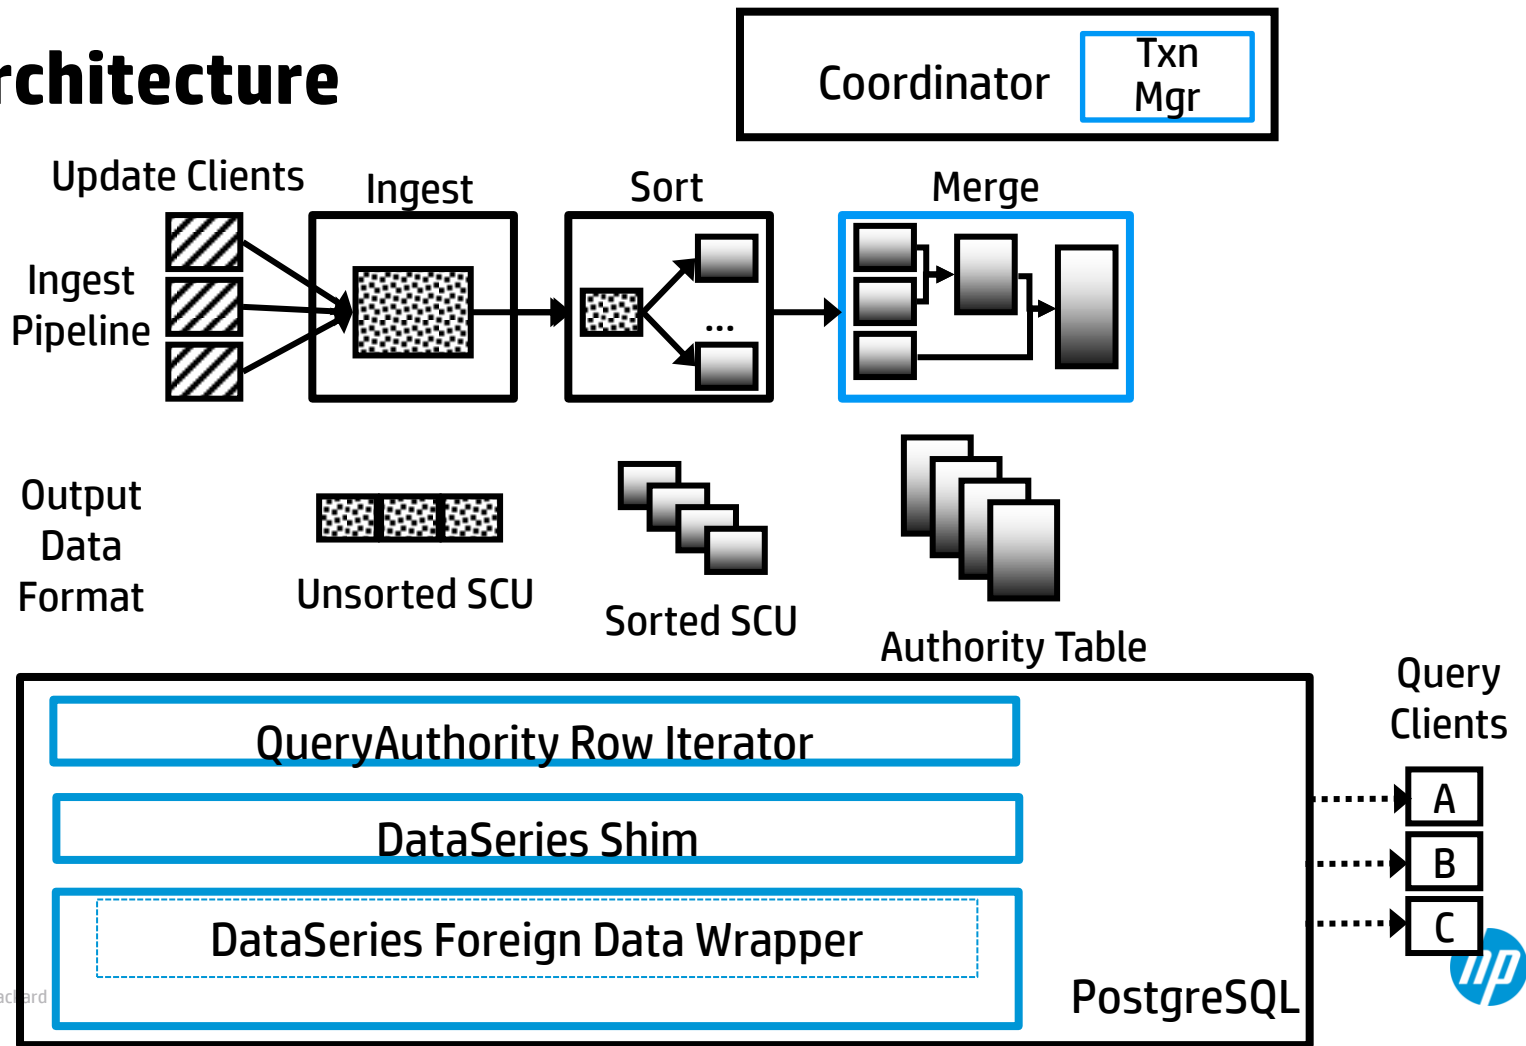 rchitecture
Coordinator
Txn
Mgr
Update Clients
Ingest
Sort
Merge
Ingest
Pipeline
...
Output
Data
Format
Unsorted SCU
Sorted SCU
Authority Table
Query
Clients
QueryAuthority Row Iterator
DataSeries Shim
DataSeries Foreign Data Wrapper
PostgreSQL
A
B
C
hp